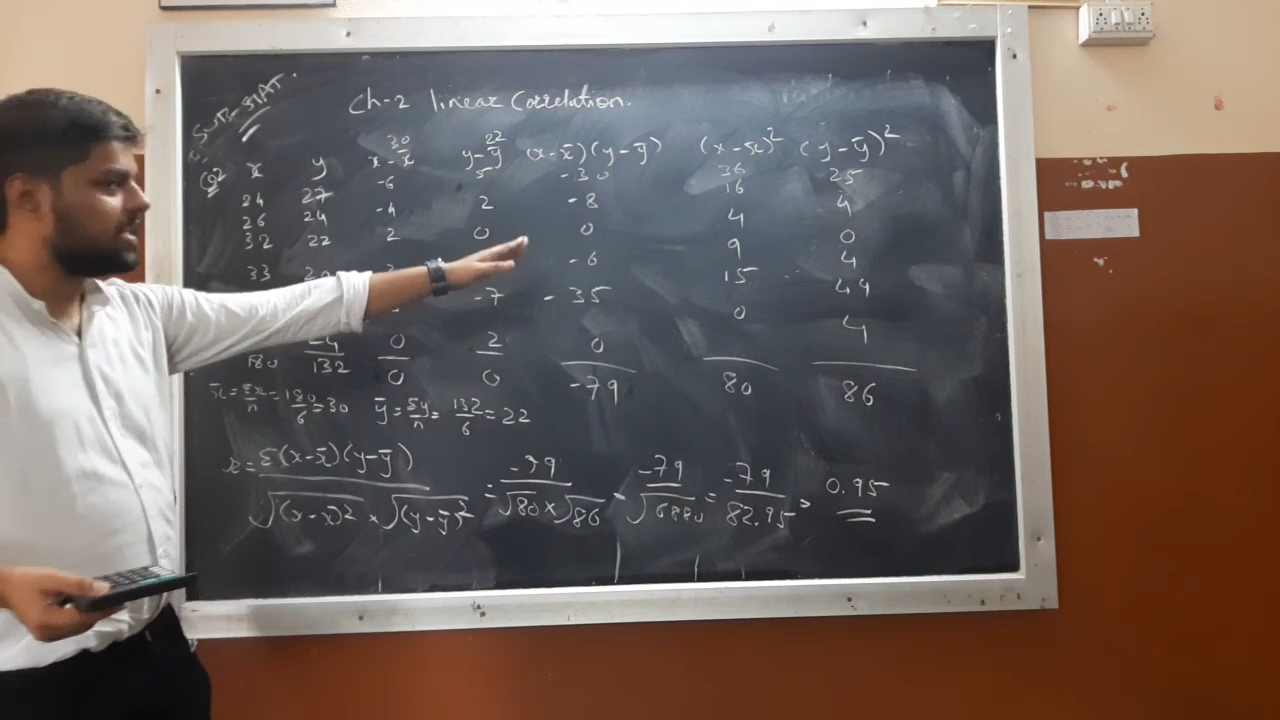 SUB-STAT.
Ch-2 linear Correlation.
Q2 x y x - x̄ 30 y - ȳ 22 (x-x̄)(y-ȳ) (x-x)² (y-ȳ)²
24 27 -6 5 -30 36 25
26 24 -4 2 -8 16 4
32 22 2 0 0 4 0
33 20 -6 9 4
-7 -35 15 49
0 2 0 0 4
180 132 0 0 -79 80 86
x̄ = Σx/n = 180/6 = 30 ȳ = Σy/n = 132/6 = 22
r = Σ(x-x̄)(y-ȳ) / √(x-x)² × √(y-ȳ)² = -79 / √80 × √86 = -79 / √6880 = -79 / 82.95 = 0.95